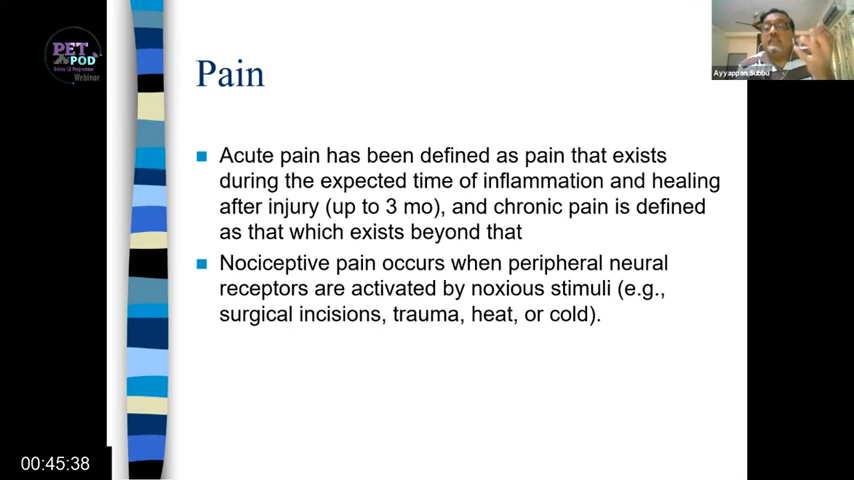 PET
POD
Online CE Programme
Webinar
Ayyappan Subbu
Pain
Acute pain has been defined as pain that exists
during the expected time of inflammation and healing
after injury (up to 3 mo), and chronic pain is defined
as that which exists beyond that
Nociceptive pain occurs when peripheral neural
receptors are activated by noxious stimuli (e.g.,
surgical incisions, trauma, heat, or cold).
00:45:38